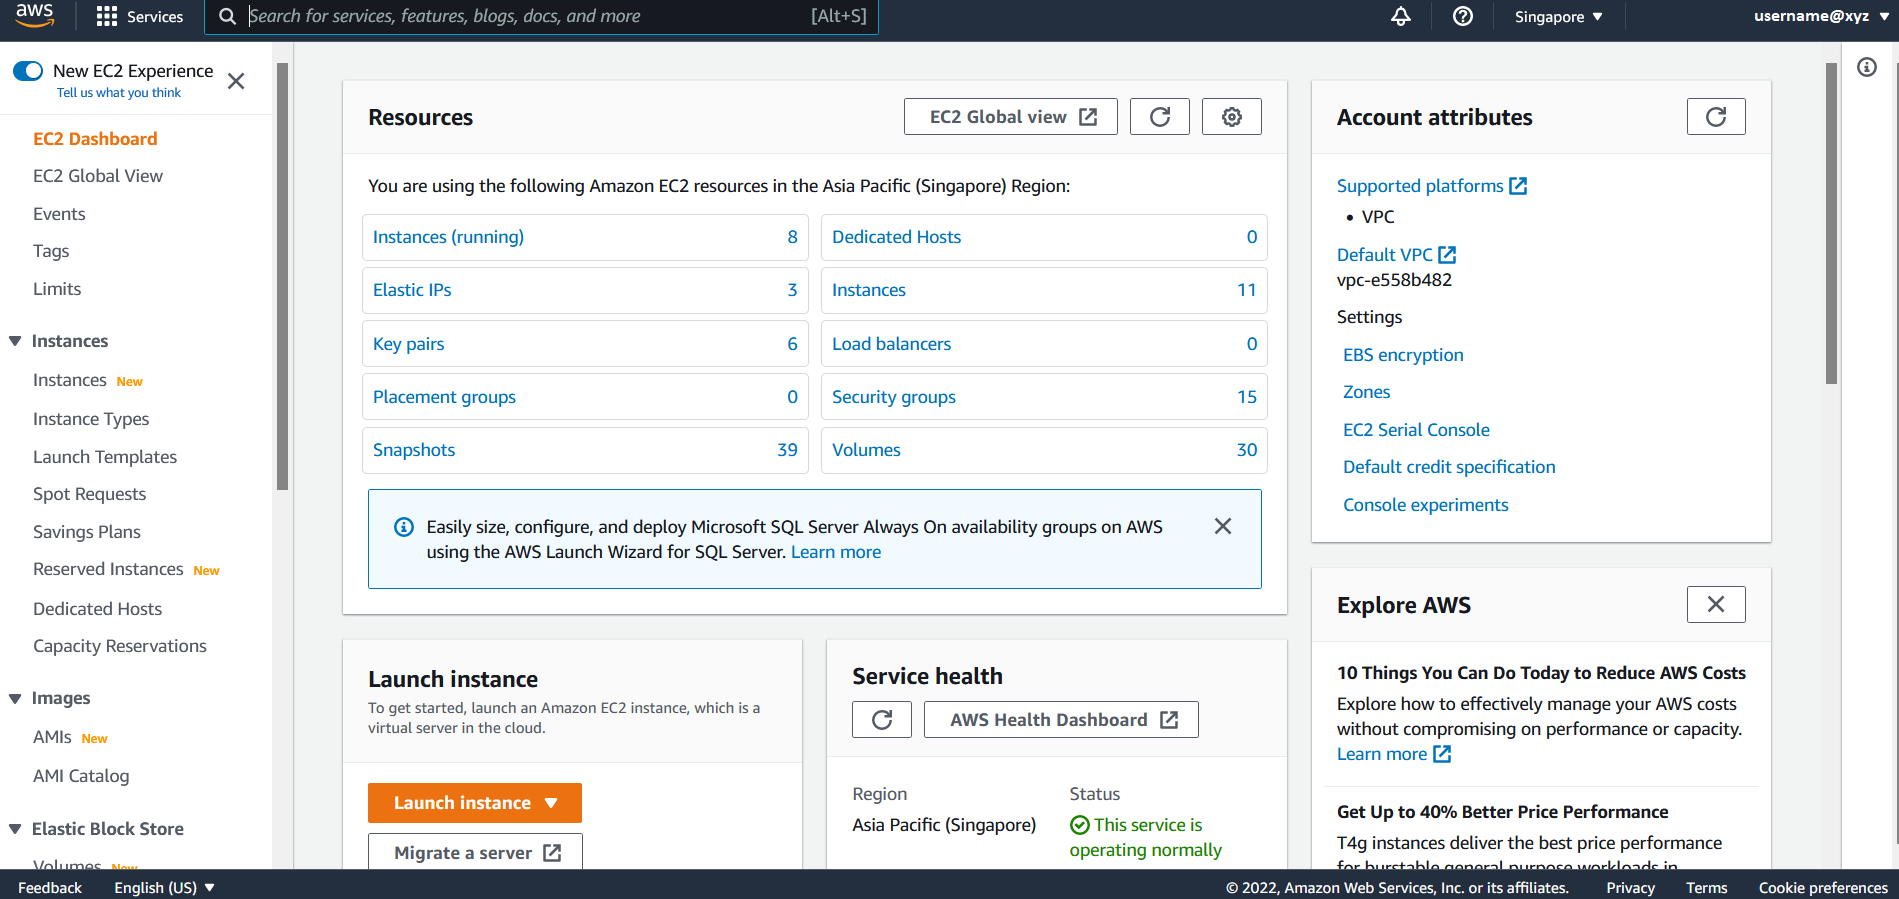 aws
Services
Search for services, features, blogs, docs, and more
[Alt+S]
Singapore
username@xyz
New EC2 Experience
Tell us what you think
EC2 Dashboard
EC2 Global View
Events
Tags
Limits
Instances
Instances New
Instance Types
Launch Templates
Spot Requests
Savings Plans
Reserved Instances New
Dedicated Hosts
Capacity Reservations
Images
AMIs New
AMI Catalog
Elastic Block Store
Volumes New
Resources
EC2 Global view
You are using the following Amazon EC2 resources in the Asia Pacific (Singapore) Region:
Instances (running) 8
Dedicated Hosts 0
Elastic IPs 3
Instances 11
Key pairs 6
Load balancers 0
Placement groups 0
Security groups 15
Snapshots 39
Volumes 30
Easily size, configure, and deploy Microsoft SQL Server Always On availability groups on AWS
using the AWS Launch Wizard for SQL Server. Learn more
Launch instance
To get started, launch an Amazon EC2 instance, which is a
virtual server in the cloud.
Launch instance
Migrate a server
Service health
AWS Health Dashboard
Region
Asia Pacific (Singapore)
Status
This service is
operating normally
Account attributes
Supported platforms
• VPC
Default VPC
vpc-e558b482
Settings
EBS encryption
Zones
EC2 Serial Console
Default credit specification
Console experiments
Explore AWS
10 Things You Can Do Today to Reduce AWS Costs
Explore how to effectively manage your AWS costs
without compromising on performance or capacity.
Learn more
Get Up to 40% Better Price Performance
T4g instances deliver the best price performance
for burstable general purpose workloads in
Feedback
English (US)
© 2022, Amazon Web Services, Inc. or its affiliates.
Privacy
Terms
Cookie preferences